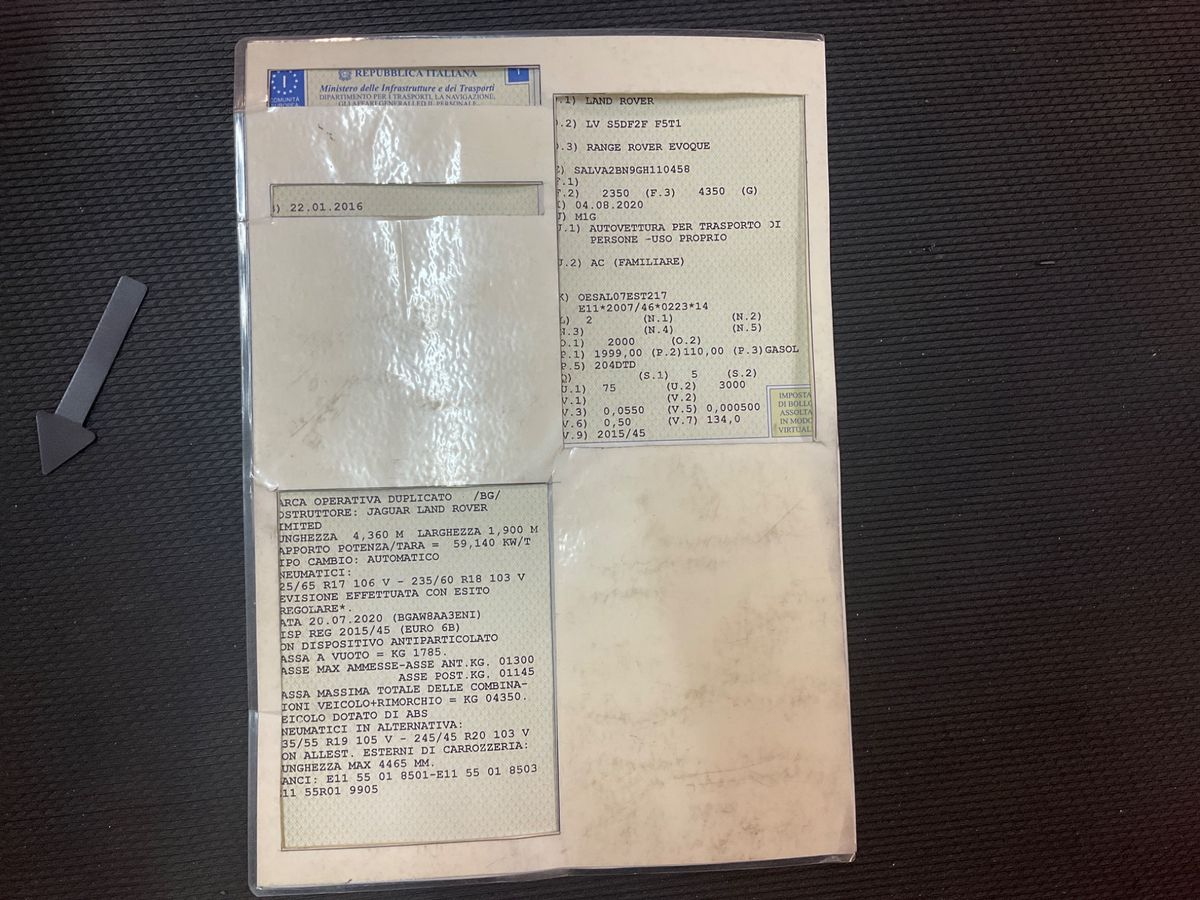 I
COMUNITÀ
EUROPEA
REPUBBLICA ITALIANA
Ministero delle Infrastrutture e dei Trasporti
DIPARTIMENTO PER I TRASPORTI, LA NAVIGAZIONE,
GLI AFFARI GENERALI ED IL PERSONALE
) 22.01.2016
.1) LAND ROVER
.2) LV S5DF2F F5T1
.3) RANGE ROVER EVOQUE
) SALVA2BN9GH110458
F.1)
F.2) 2350 (F.3) 4350 (G)
) 04.08.2020
J) M1G
J.1) AUTOVETTURA PER TRASPORTO DI
PERSONE -USO PROPRIO
J.2) AC (FAMILIARE)
K) OESAL07EST217
E11*2007/46*0223*14
L) 2 (N.1) (N.2)
N.3) (N.4) (N.5)
O.1) 2000 (O.2)
P.1) 1999,00 (P.2)110,00 (P.3)GASOL
P.5) 204DTD
Q) (S.1) 5 (S.2)
U.1) 75 (U.2) 3000
V.1) (V.2)
V.3) 0,0550 (V.5) 0,000500
V.6) 0,50 (V.7) 134,0
V.9) 2015/45
IMPOSTA
DI BOLLO
ASSOLTA
IN MODO
VIRTUAL
ARCA OPERATIVA DUPLICATO /BG/
OSTRUTTORE: JAGUAR LAND ROVER
IMITED
UNGHEZZA 4,360 M LARGHEZZA 1,900 M
APPORTO POTENZA/TARA = 59,140 KW/T
IPO CAMBIO: AUTOMATICO
NEUMATICI:
25/65 R17 106 V - 235/60 R18 103 V
EVISIONE EFFETTUATA CON ESITO
REGOLARE*.
ATA 20.07.2020 (BGAW8AA3ENI)
ISP REG 2015/45 (EURO 6B)
ON DISPOSITIVO ANTIPARTICOLATO
ASSA A VUOTO = KG 1785.
ASSE MAX AMMESSE-ASSE ANT.KG. 01300
ASSE POST.KG. 01145
ASSA MASSIMA TOTALE DELLE COMBINA-
IONI VEICOLO+RIMORCHIO = KG 04350.
EICOLO DOTATO DI ABS
NEUMATICI IN ALTERNATIVA:
35/55 R19 105 V - 245/45 R20 103 V
ON ALLEST. ESTERNI DI CARROZZERIA:
UNGHEZZA MAX 4465 MM.
ANCI: E11 55 01 8501-E11 55 01 8503
11 55R01 9905